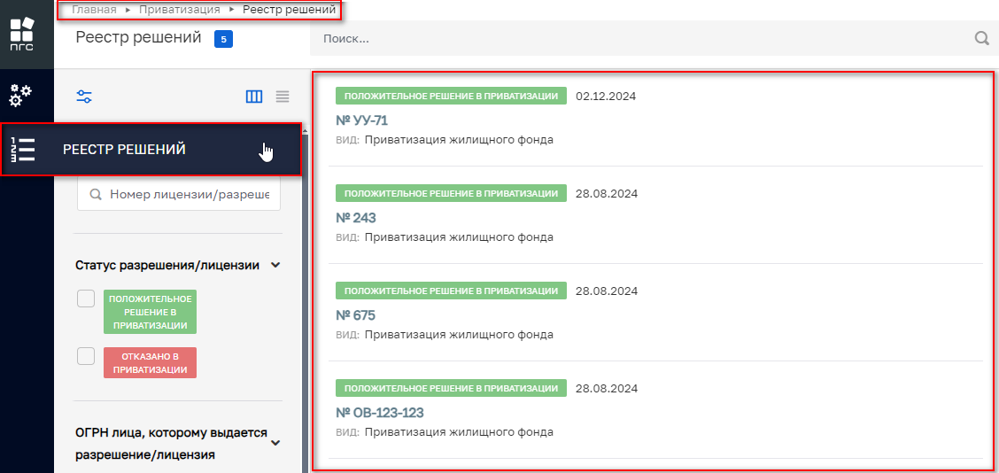 Главная ▸ Приватизация ▸ Реестр решений
пгс
Реестр решений 5
Поиск...
РЕЕСТР РЕШЕНИЙ
Номер лицензии/разреше
Статус разрешения/лицензии
ПОЛОЖИТЕЛЬНОЕ
РЕШЕНИЕ В
ПРИВАТИЗАЦИИ
ОТКАЗАНО В
ПРИВАТИЗАЦИИ
ОГРН лица, которому выдается
разрешение/лицензия
ПОЛОЖИТЕЛЬНОЕ РЕШЕНИЕ В ПРИВАТИЗАЦИИ 02.12.2024
№ УУ-71
ВИД: Приватизация жилищного фонда
ПОЛОЖИТЕЛЬНОЕ РЕШЕНИЕ В ПРИВАТИЗАЦИИ 28.08.2024
№ 243
ВИД: Приватизация жилищного фонда
ПОЛОЖИТЕЛЬНОЕ РЕШЕНИЕ В ПРИВАТИЗАЦИИ 28.08.2024
№ 675
ВИД: Приватизация жилищного фонда
ПОЛОЖИТЕЛЬНОЕ РЕШЕНИЕ В ПРИВАТИЗАЦИИ 28.08.2024
№ ОВ-123-123
ВИД: Приватизация жилищного фонда